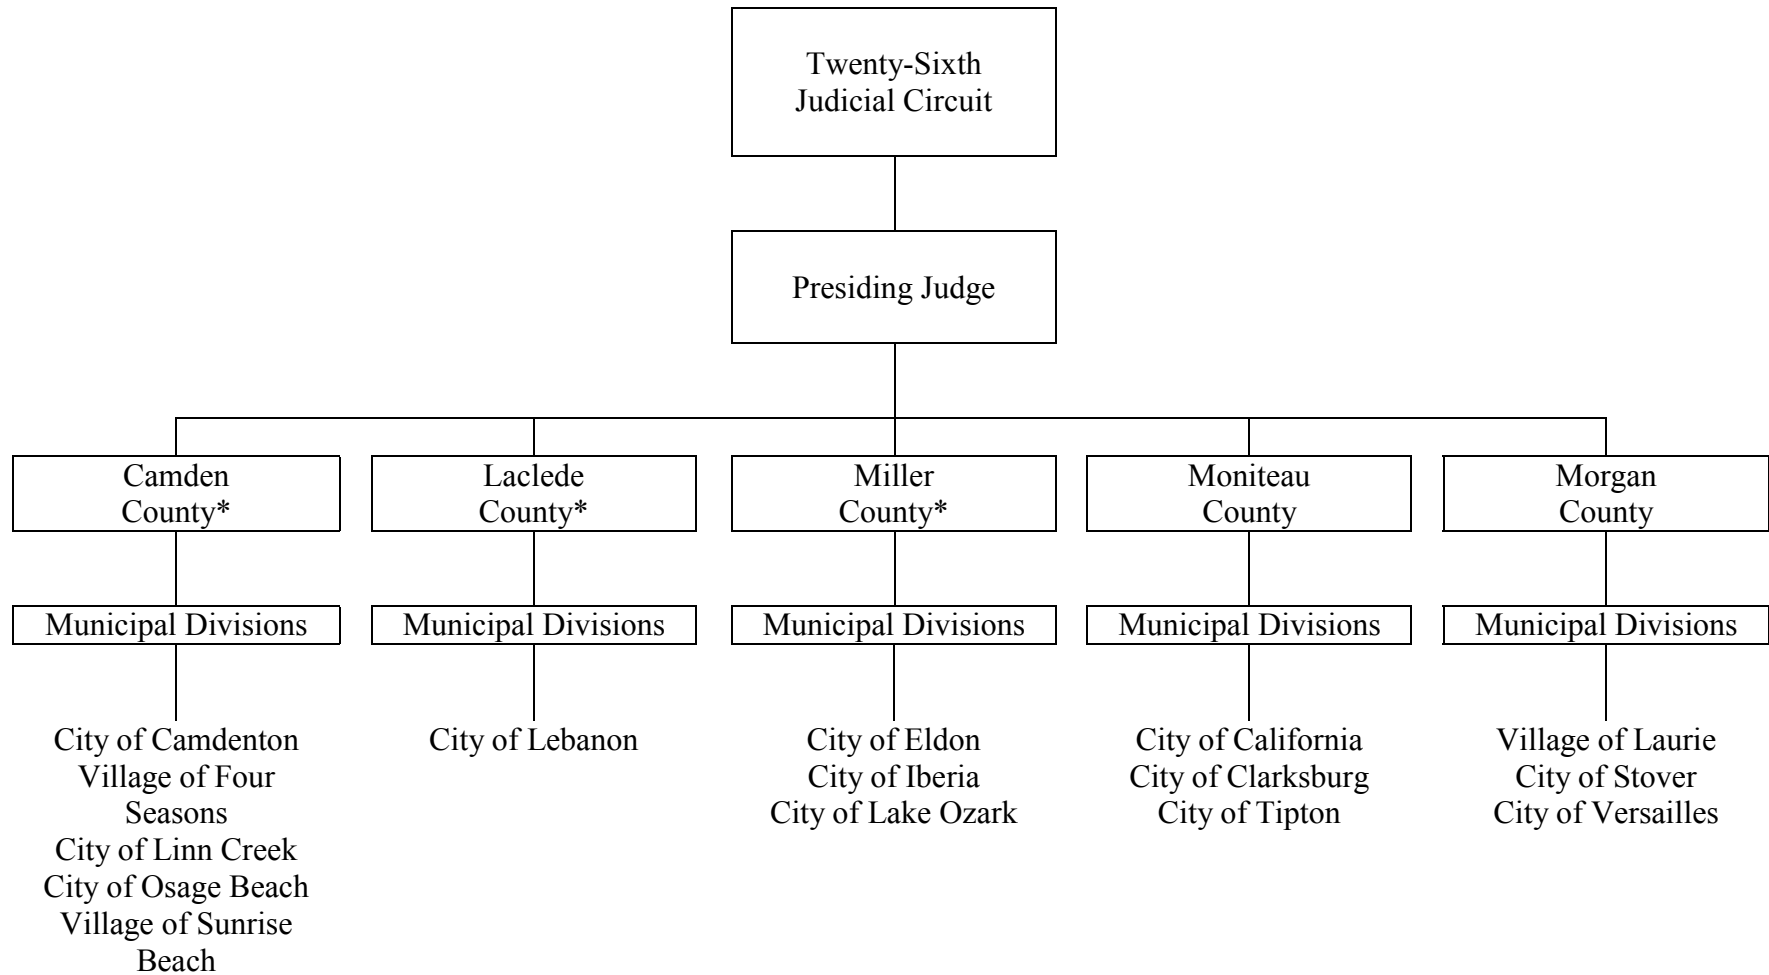 Twenty-Sixth
Judicial Circuit
Presiding Judge
Camden
County*
Laclede
County*
Miller
County*
Moniteau
County
Morgan
County
Municipal Divisions
Municipal Divisions
Municipal Divisions
Municipal Divisions
Municipal Divisions
City of Camdenton
Village of Four
Seasons
City of Linn Creek
City of Osage Beach
Village of Sunrise
Beach
City of Lebanon
City of Eldon
City of Iberia
City of Lake Ozark
City of California
City of Clarksburg
City of Tipton
Village of Laurie
City of Stover
City of Versailles